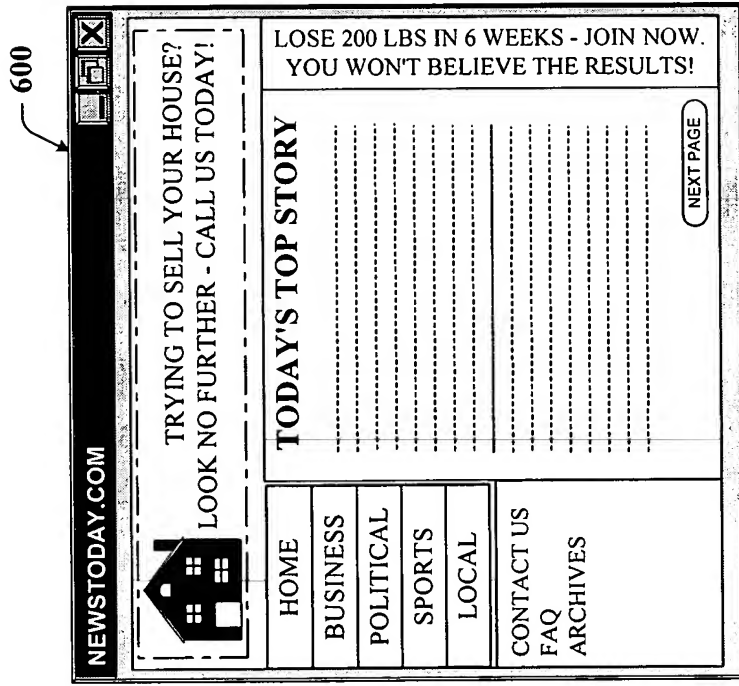 600
NEWSTODAY.COM
TRYING TO SELL YOUR HOUSE?
LOOK NO FURTHER - CALL US TODAY!
HOME
BUSINESS
POLITICAL
SPORTS
LOCAL
CONTACT US
FAQ
ARCHIVES
TODAY'S TOP STORY
NEXT PAGE
LOSE 200 LBS IN 6 WEEKS - JOIN NOW.
YOU WON'T BELIEVE THE RESULTS!